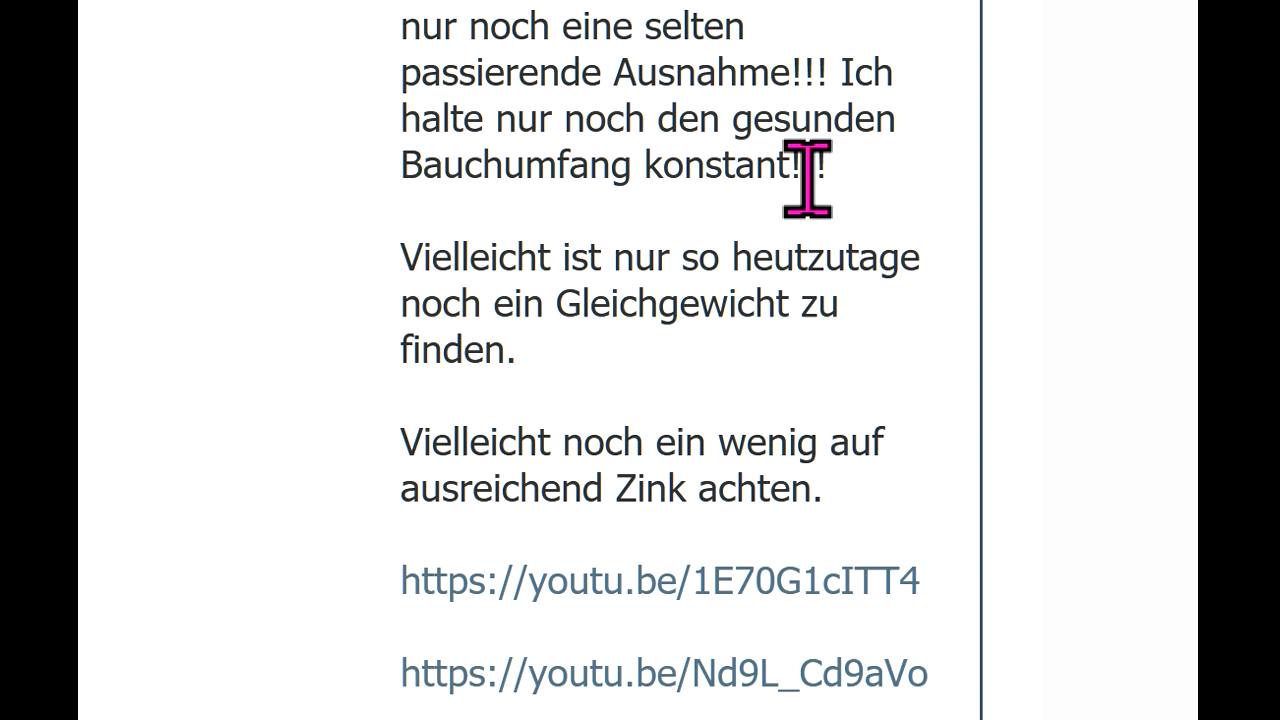 nur noch eine selten
passierende Ausnahme!!! Ich
halte nur noch den gesunden
Bauchumfang konstant!!!
Vielleicht ist nur so heutzutage
noch ein Gleichgewicht zu
finden.
Vielleicht noch ein wenig auf
ausreichend Zink achten.
https://youtu.be/1E70G1cITT4
https://youtu.be/Nd9L_Cd9aVo